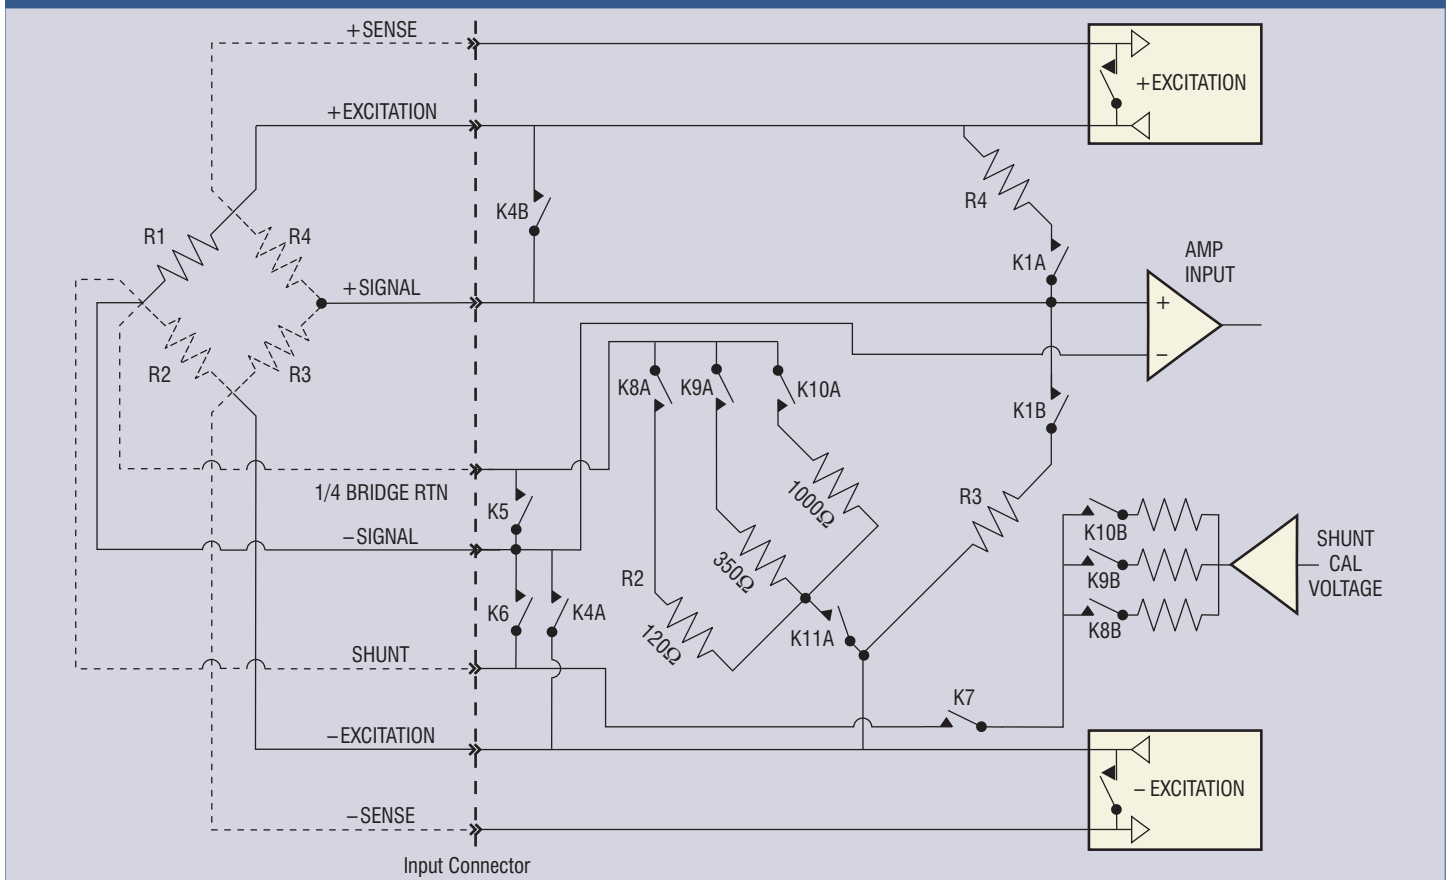 +SENSE
+EXCITATION
+EXCITATION
K4B
R4
R1
R4
K1A
AMP
INPUT
+SIGNAL
+
−
R2
R3
K8A
K9A
K10A
K1B
1/4 BRIDGE RTN
K5
1000Ω
R3
K10B
SHUNT
CAL
VOLTAGE
−SIGNAL
K9B
350Ω
R2
K6
K4A
K8B
120Ω
K11A
SHUNT
K7
−EXCITATION
− EXCITATION
−SENSE
Input Connector